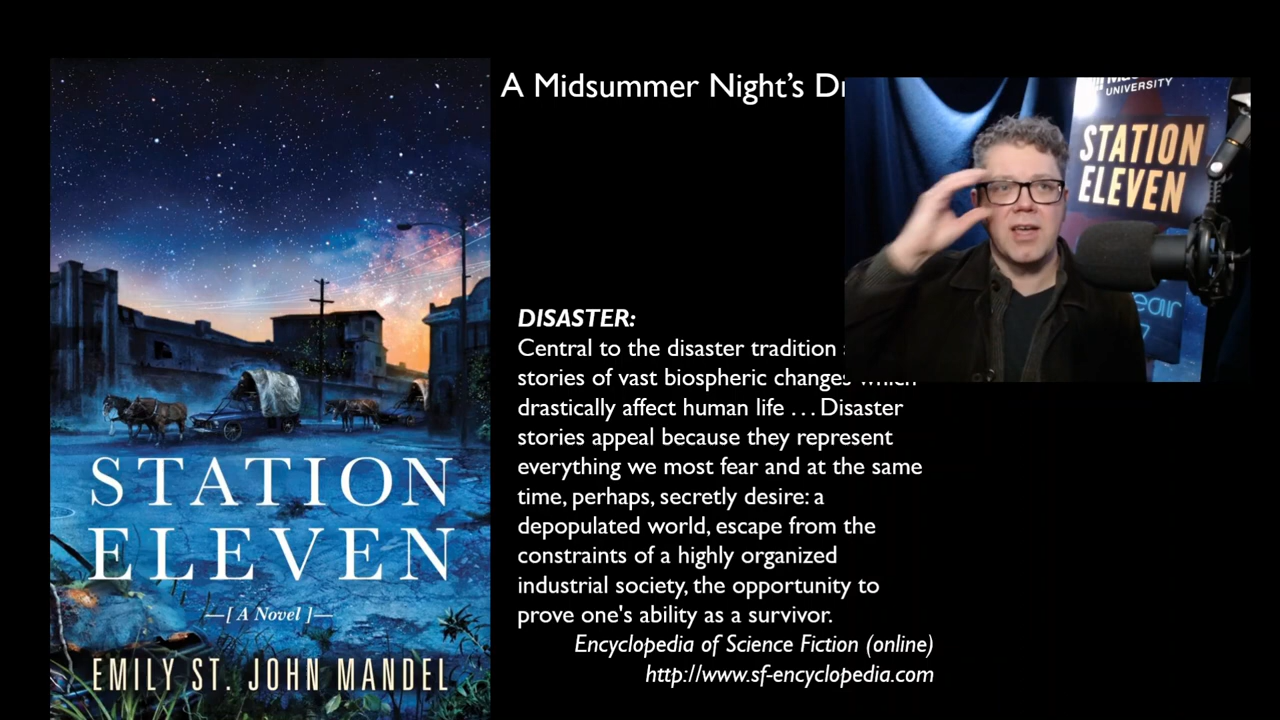 A Midsummer Night's
DISASTER:
Central to the disaster tradition
stories of vast biospheric changes which
drastically affect human life . . . Disaster
stories appeal because they represent
everything we most fear and at the same
time, perhaps, secretly desire: a
depopulated world, escape from the
constraints of a highly organized
industrial society, the opportunity to
prove one's ability as a survivor.
Encyclopedia of Science Fiction (online)
http://www.sf-encyclopedia.com
STATION
ELEVEN
—[ A Novel ]—
EMILY ST. JOHN MANDEL
UNIVERSITY
STATION
ELEVEN